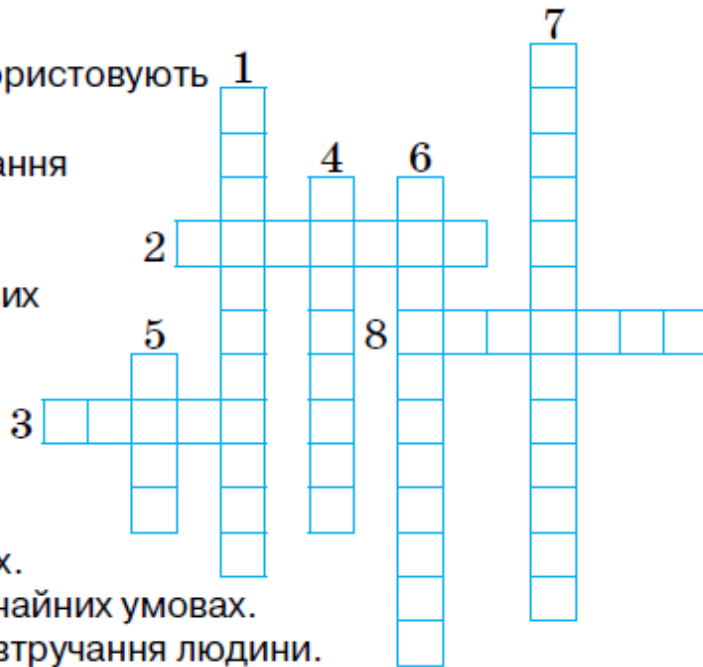 7
ористовують 1
ання 4 6
2
их
5 8
3
х.
найних умовах.
втручання людини.